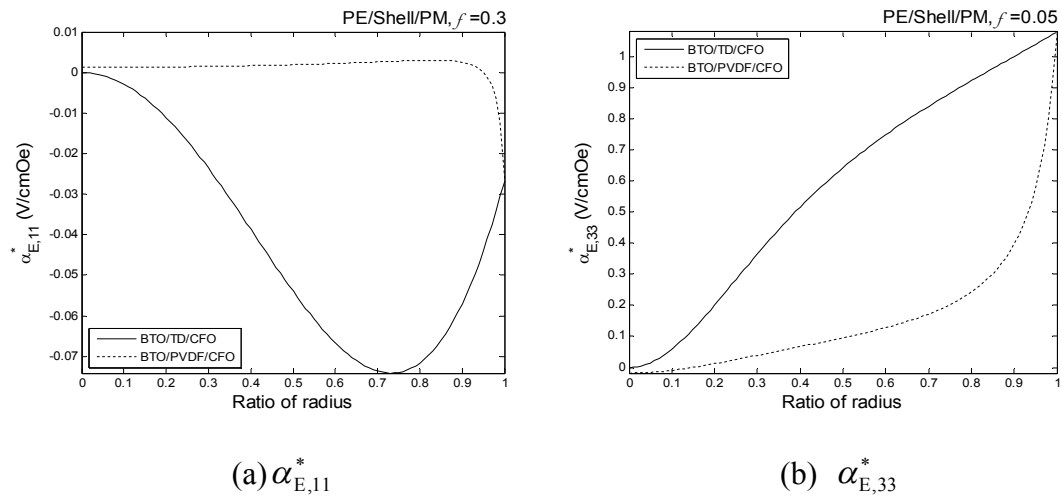 PE/Shell/PM, f=0.3
0.01
0
-0.01
-0.02
-0.03
-0.04
-0.05
-0.06
-0.07
α*E,11 (V/cmOe)
BTO/TD/CFO
BTO/PVDF/CFO
0 0.1 0.2 0.3 0.4 0.5 0.6 0.7 0.8 0.9 1
Ratio of radius
(a) α*E,11
PE/Shell/PM, f=0.05
BTO/TD/CFO
BTO/PVDF/CFO
1
0.9
0.8
0.7
0.6
0.5
0.4
0.3
0.2
0.1
0
α*E,33 (V/cmOe)
0 0.1 0.2 0.3 0.4 0.5 0.6 0.7 0.8 0.9 1
Ratio of radius
(b) α*E,33